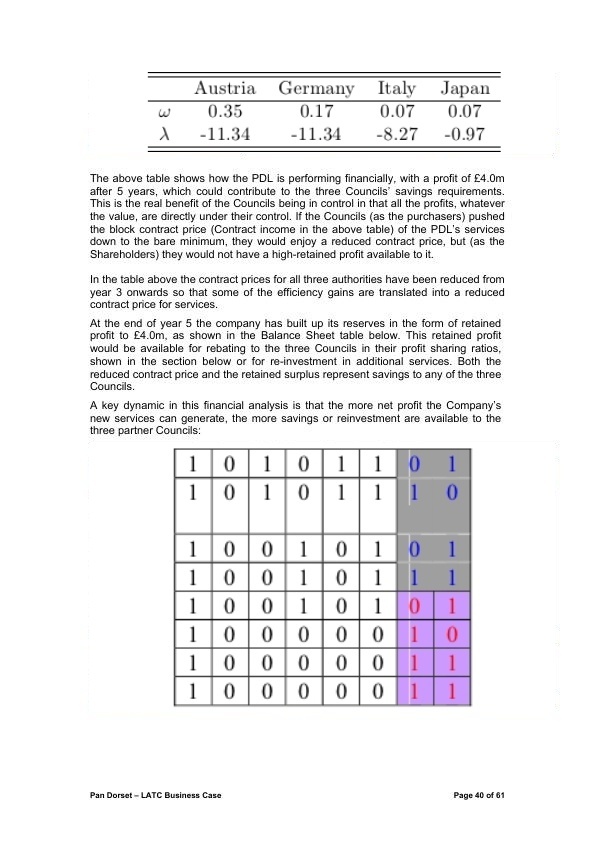 Austria Germany Italy Japan
ω 0.35 0.17 0.07 0.07
λ -11.34 -11.34 -8.27 -0.97
The above table shows how the PDL is performing financially, with a profit of £4.0m
after 5 years, which could contribute to the three Councils' savings requirements.
This is the real benefit of the Councils being in control in that all the profits, whatever
the value, are directly under their control. If the Councils (as the purchasers) pushed
the block contract price (Contract income in the above table) of the PDL's services
down to the bare minimum, they would enjoy a reduced contract price, but (as the
Shareholders) they would not have a high-retained profit available to it.
In the table above the contract prices for all three authorities have been reduced from
year 3 onwards so that some of the efficiency gains are translated into a reduced
contract price for services.
At the end of year 5 the company has built up its reserves in the form of retained
profit to £4.0m, as shown in the Balance Sheet table below. This retained profit
would be available for rebating to the three Councils in their profit sharing ratios,
shown in the section below or for re-investment in additional services. Both the
reduced contract price and the retained surplus represent savings to any of the three
Councils.
A key dynamic in this financial analysis is that the more net profit the Company's
new services can generate, the more savings or reinvestment are available to the
three partner Councils:
1 0 1 0 1 1 0 1
1 0 1 0 1 1 1 0
1 0 0 1 0 1 0 1
1 0 0 1 0 1 1 1
1 0 0 1 0 1 0 1
1 0 0 0 0 0 1 0
1 0 0 0 0 0 1 1
1 0 0 0 0 0 1 1
Pan Dorset – LATC Business Case Page 40 of 61